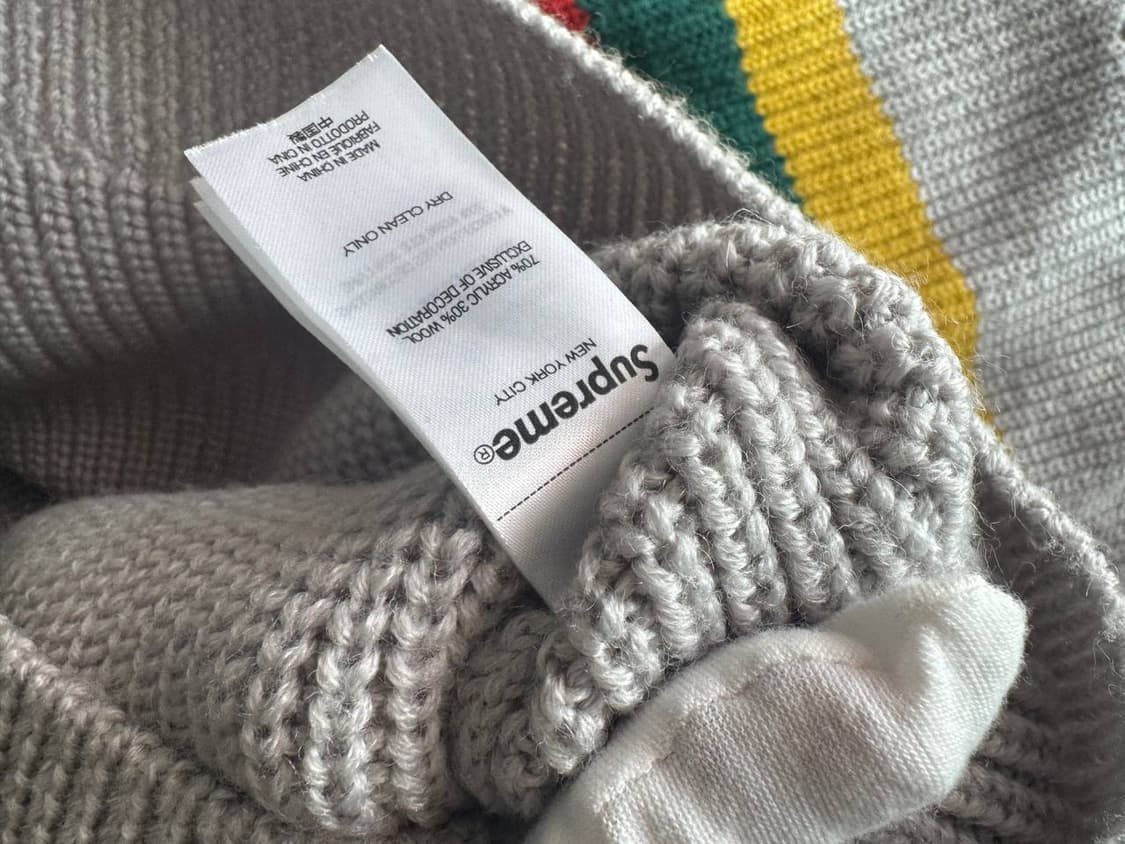 Supreme®
NEW YORK CITY
70% ACRYLIC 30% WOOL
EXCLUSIVE OF DECORATION
DRY CLEAN ONLY
MADE IN CHINA
FABRIQUE EN CHINE
PRODOTTO IN CINA
中国製